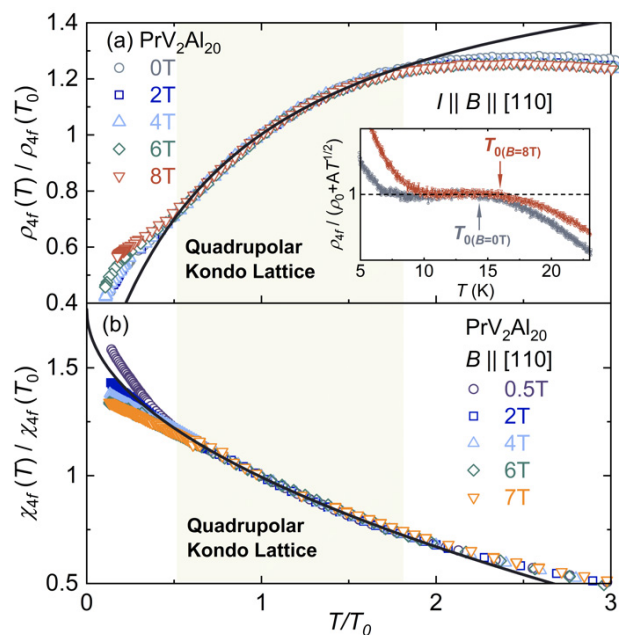 (a) PrV₂Al₂₀
0T
2T
4T
6T
8T
I || B || [110]
ρ₄f (T) / ρ₄f (T₀)
1.4
1.2
1.0
0.8
0.6
0.4
Quadrupolar
Kondo Lattice
ρ₄f / (ρ₀+AT^{1/2})
1
T₀(B=8T)
T₀(B=0T)
5 10 15 20
T (K)
(b)
PrV₂Al₂₀
B || [110]
0.5T
2T
4T
6T
7T
χ₄f (T) / χ₄f (T₀)
1.5
1
0.5
Quadrupolar
Kondo Lattice
0 1 2 3
T/T₀